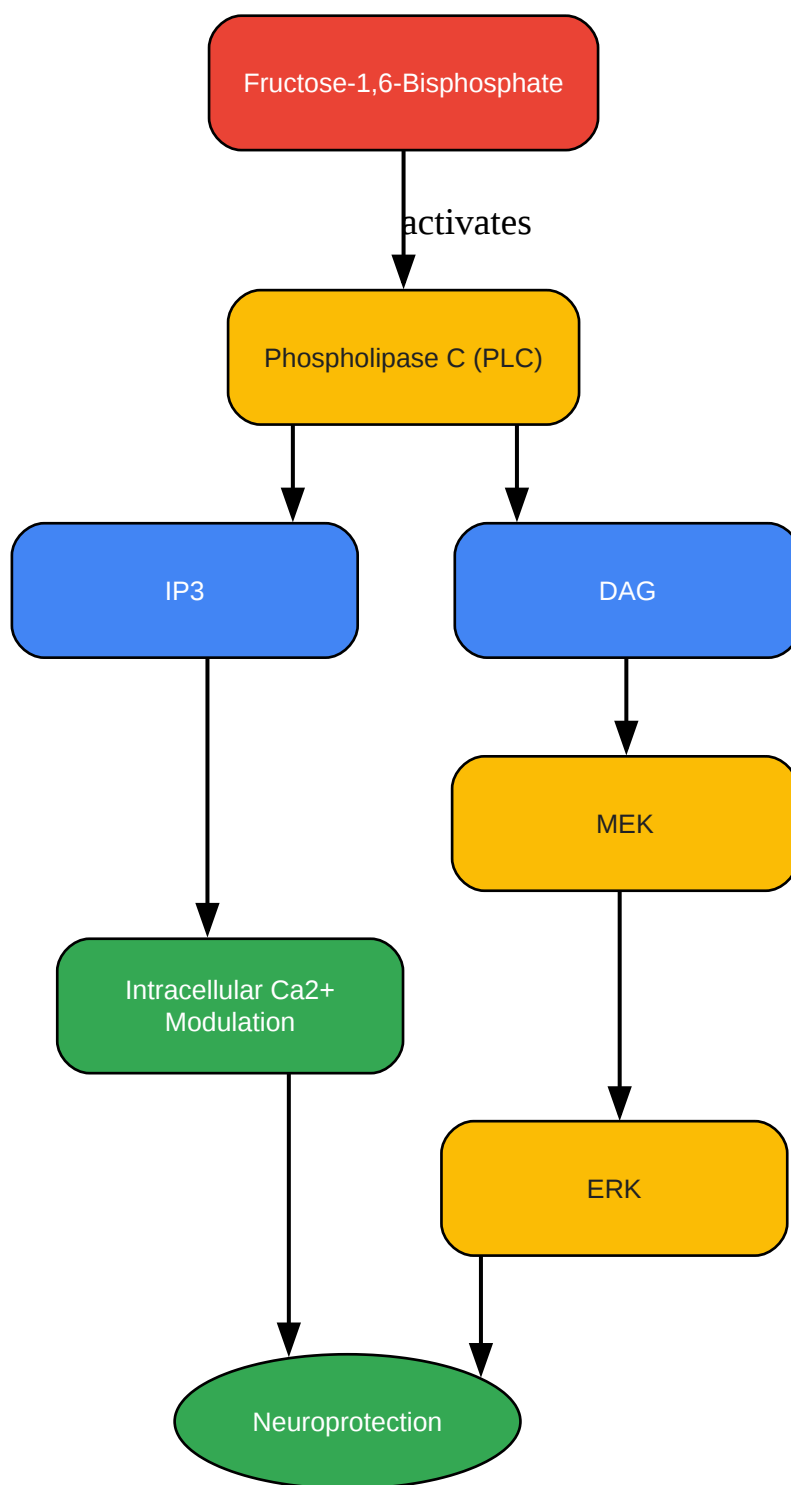 Fructose-1,6-Bisphosphate
activates
Phospholipase C (PLC)
IP3
DAG
MEK
Intracellular Ca2+
Modulation
ERK
Neuroprotection